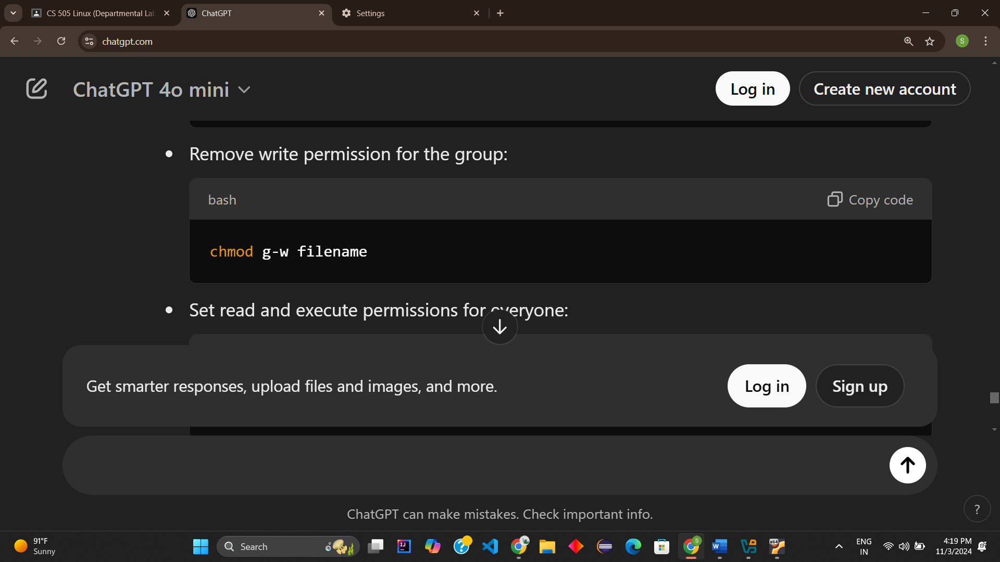 CS 505 Linux (Departmental Lab
ChatGPT
Settings
chatgpt.com
S
ChatGPT 4o mini
Log in
Create new account
Remove write permission for the group:
bash
Copy code
chmod g-w filename
Set read and execute permissions for everyone:
Get smarter responses, upload files and images, and more.
Log in
Sign up
ChatGPT can make mistakes. Check important info.
?
91°F
Sunny
Search
ENG
IN
4:19 PM
11/3/2024